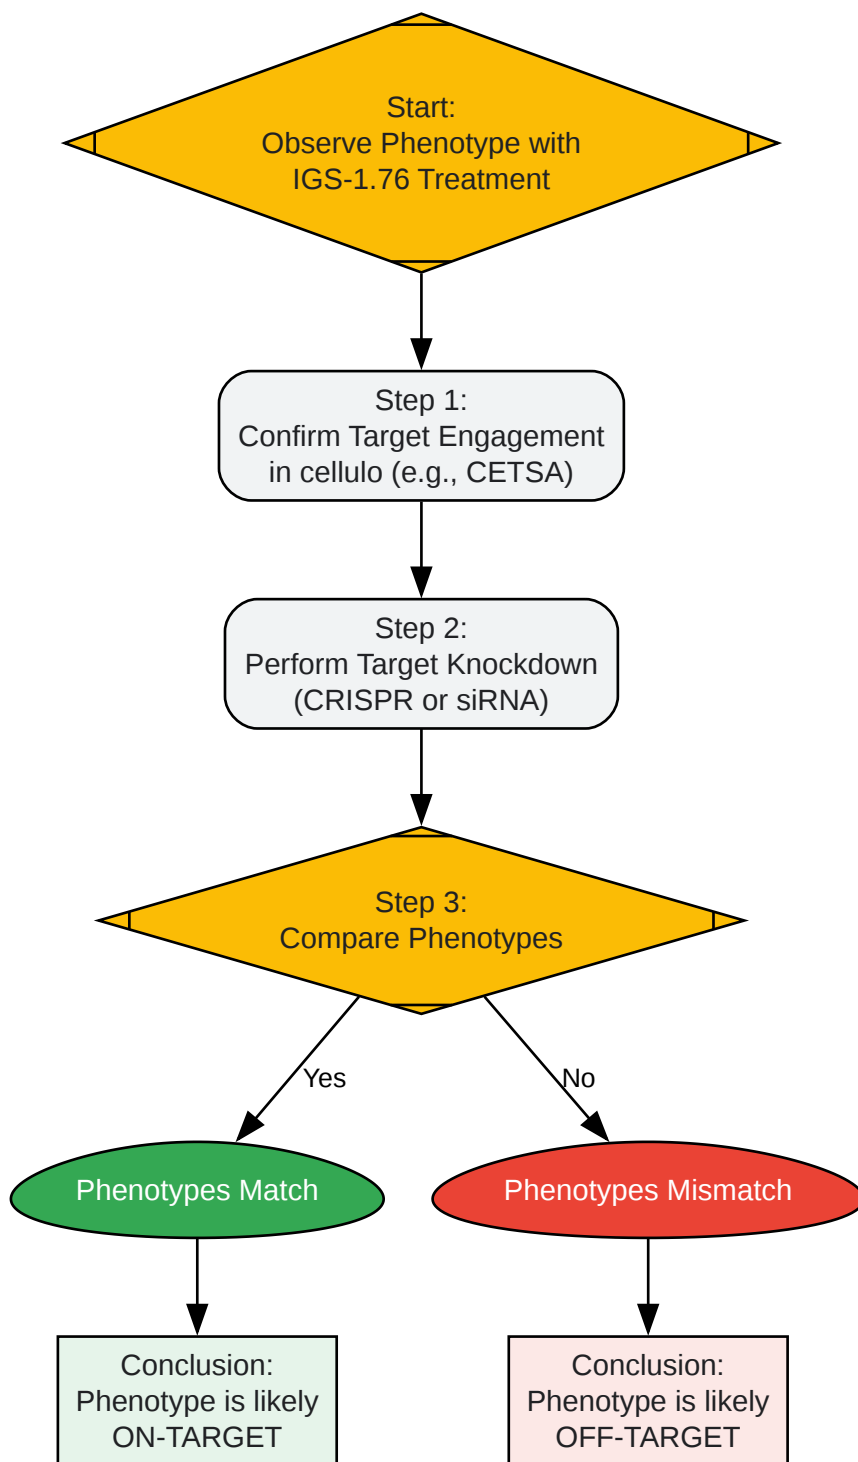 Start:
Observe Phenotype with
IGS-1.76 Treatment
Step 1:
Confirm Target Engagement
in cellulo (e.g., CETSA)
Step 2:
Perform Target Knockdown
(CRISPR or siRNA)
Step 3:
Compare Phenotypes
Yes
No
Phenotypes Match
Phenotypes Mismatch
Conclusion:
Phenotype is likely
ON-TARGET
Conclusion:
Phenotype is likely
OFF-TARGET